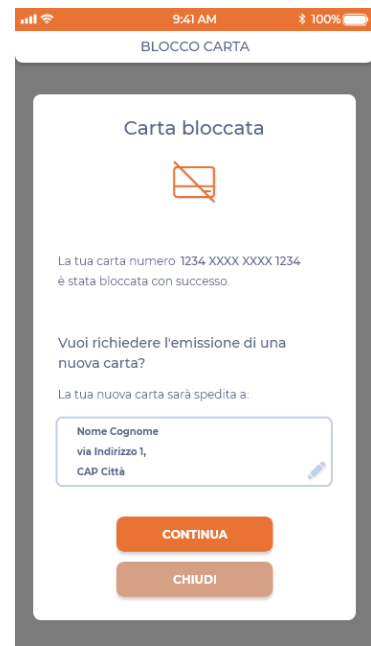 9:41 AM
100%
BLOCCO CARTA
Carta bloccata
La tua carta numero 1234 XXXX XXXX 1234
è stata bloccata con successo.
Vuoi richiedere l'emissione di una
nuova carta?
La tua nuova carta sarà spedita a:
Nome Cognome
via Indirizzo 1,
CAP Città
CONTINUA
CHIUDI